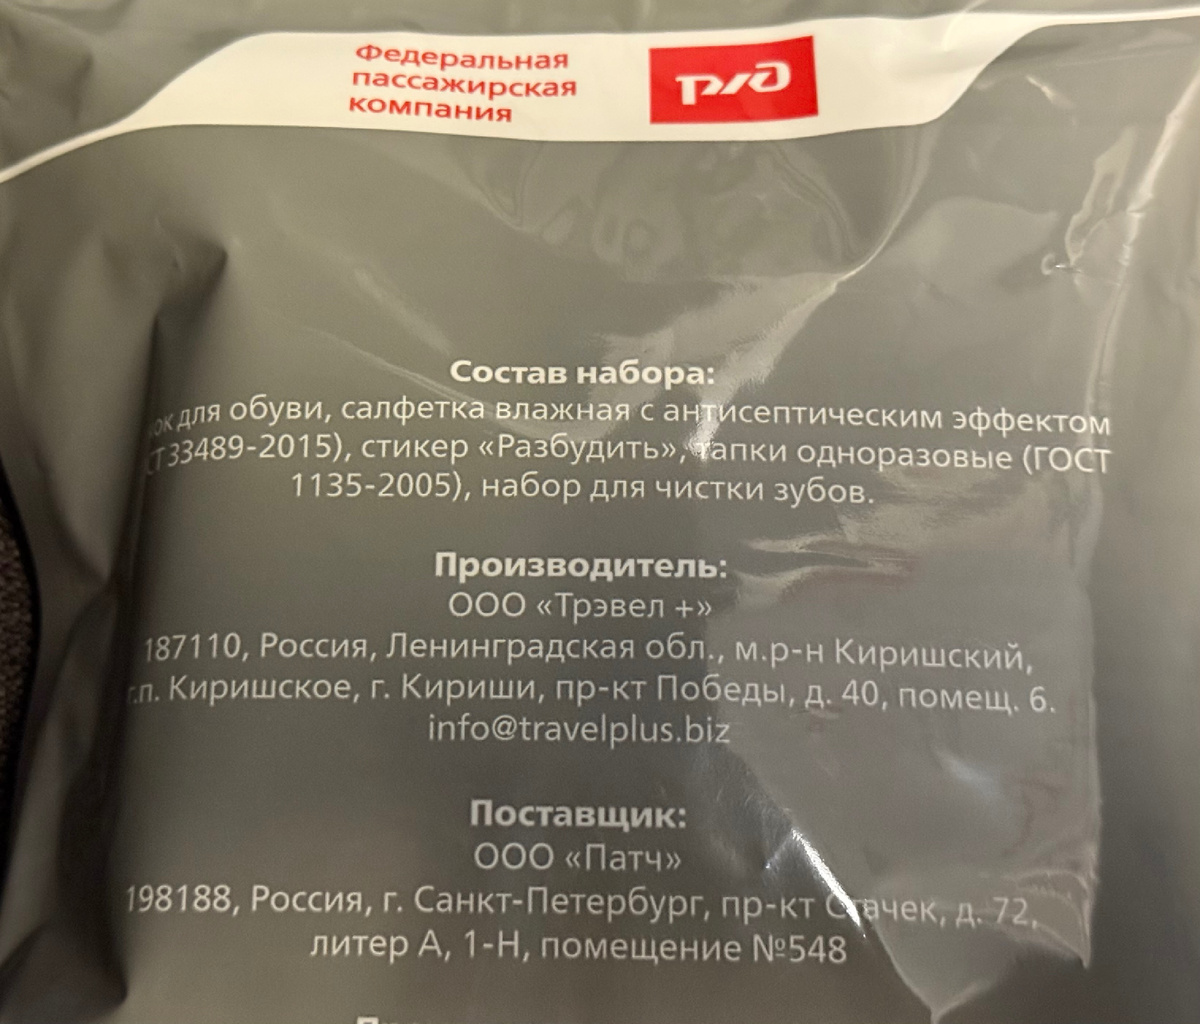 Федеральная
пассажирская
компания
РЖД
Состав набора:
для обуви, салфетка влажная с антисептическим эффектом
33489-2015), стикер «Разбудить», тапки одноразовые (ГОСТ
1135-2005), набор для чистки зубов.
Производитель:
ООО «Трэвел +»
187110, Россия, Ленинградская обл., м.р-н Киришский,
г.п. Киришское, г. Кириши, пр-кт Победы, д. 40, помещ. 6.
info@travelplus.biz
Поставщик:
ООО «Патч»
198188, Россия, г. Санкт-Петербург, пр-кт Стачек, д. 72,
литер А, 1-Н, помещение №548